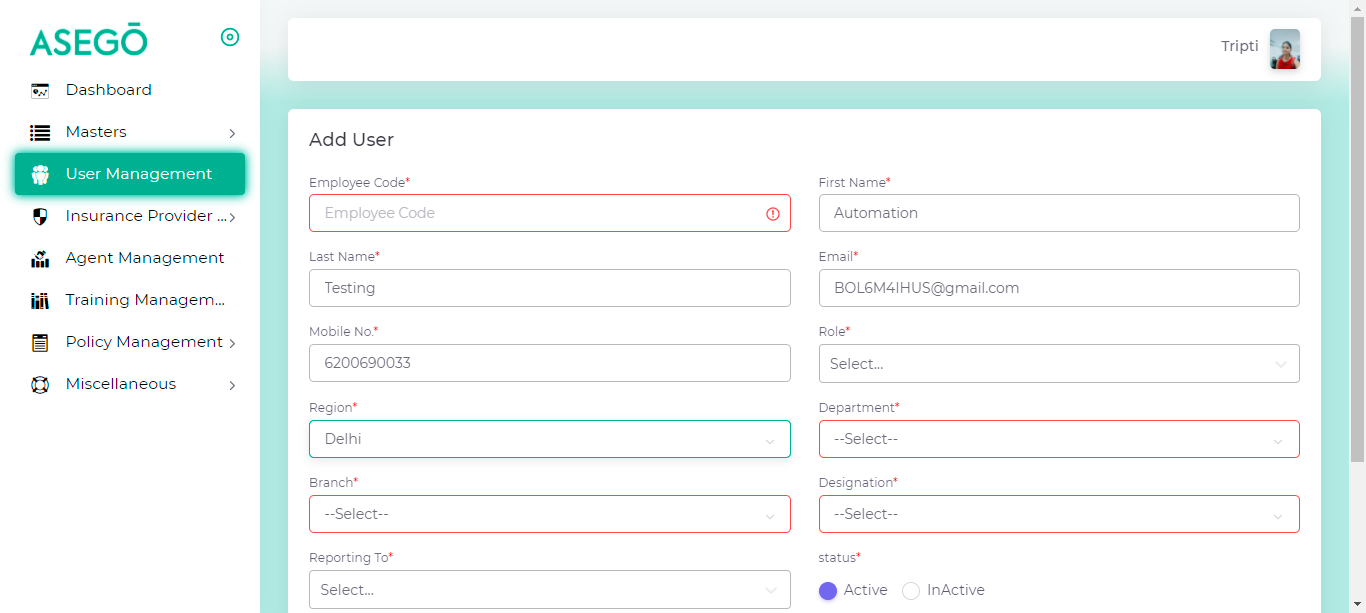 ASEGŌ
Dashboard
Masters
User Management
Insurance Provider ...
Agent Management
Training Managem...
Policy Management
Miscellaneous
Tripti
Add User
Employee Code*
First Name*
Employee Code
Automation
Last Name*
Email*
Testing
BOL6M4IHUS@gmail.com
Mobile No.*
Role*
6200690033
Select...
Region*
Department*
Delhi
--Select--
Branch*
Designation*
--Select--
--Select--
Reporting To*
status*
Select...
Active
InActive